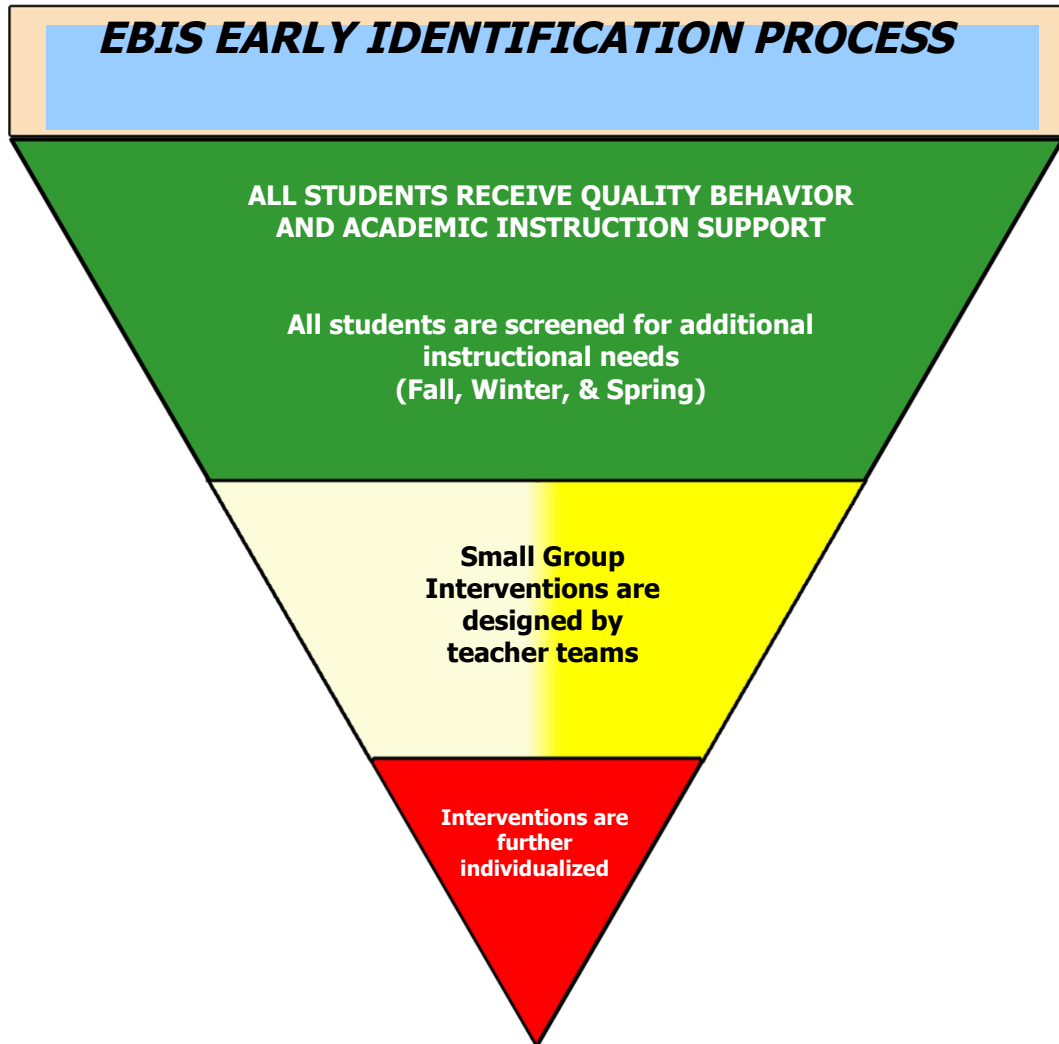 EBIS EARLY IDENTIFICATION PROCESS
ALL STUDENTS RECEIVE QUALITY BEHAVIOR
AND ACADEMIC INSTRUCTION SUPPORT
All students are screened for additional
instructional needs
(Fall, Winter, & Spring)
Small Group
Interventions are
designed by
teacher teams
Interventions are
further
individualized